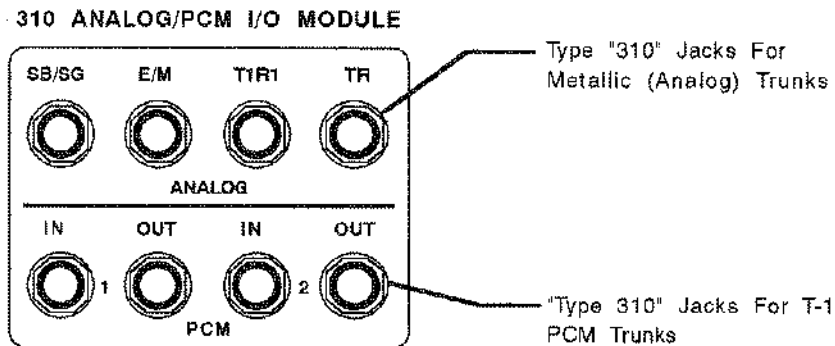 310 ANALOG/PCM I/O MODULE
SB/SG E/M T1R1 TR
ANALOG
IN OUT IN OUT
1 2
PCM
Type "310" Jacks For
Metallic (Analog) Trunks
"Type 310" Jacks For T-1
PCM Trunks